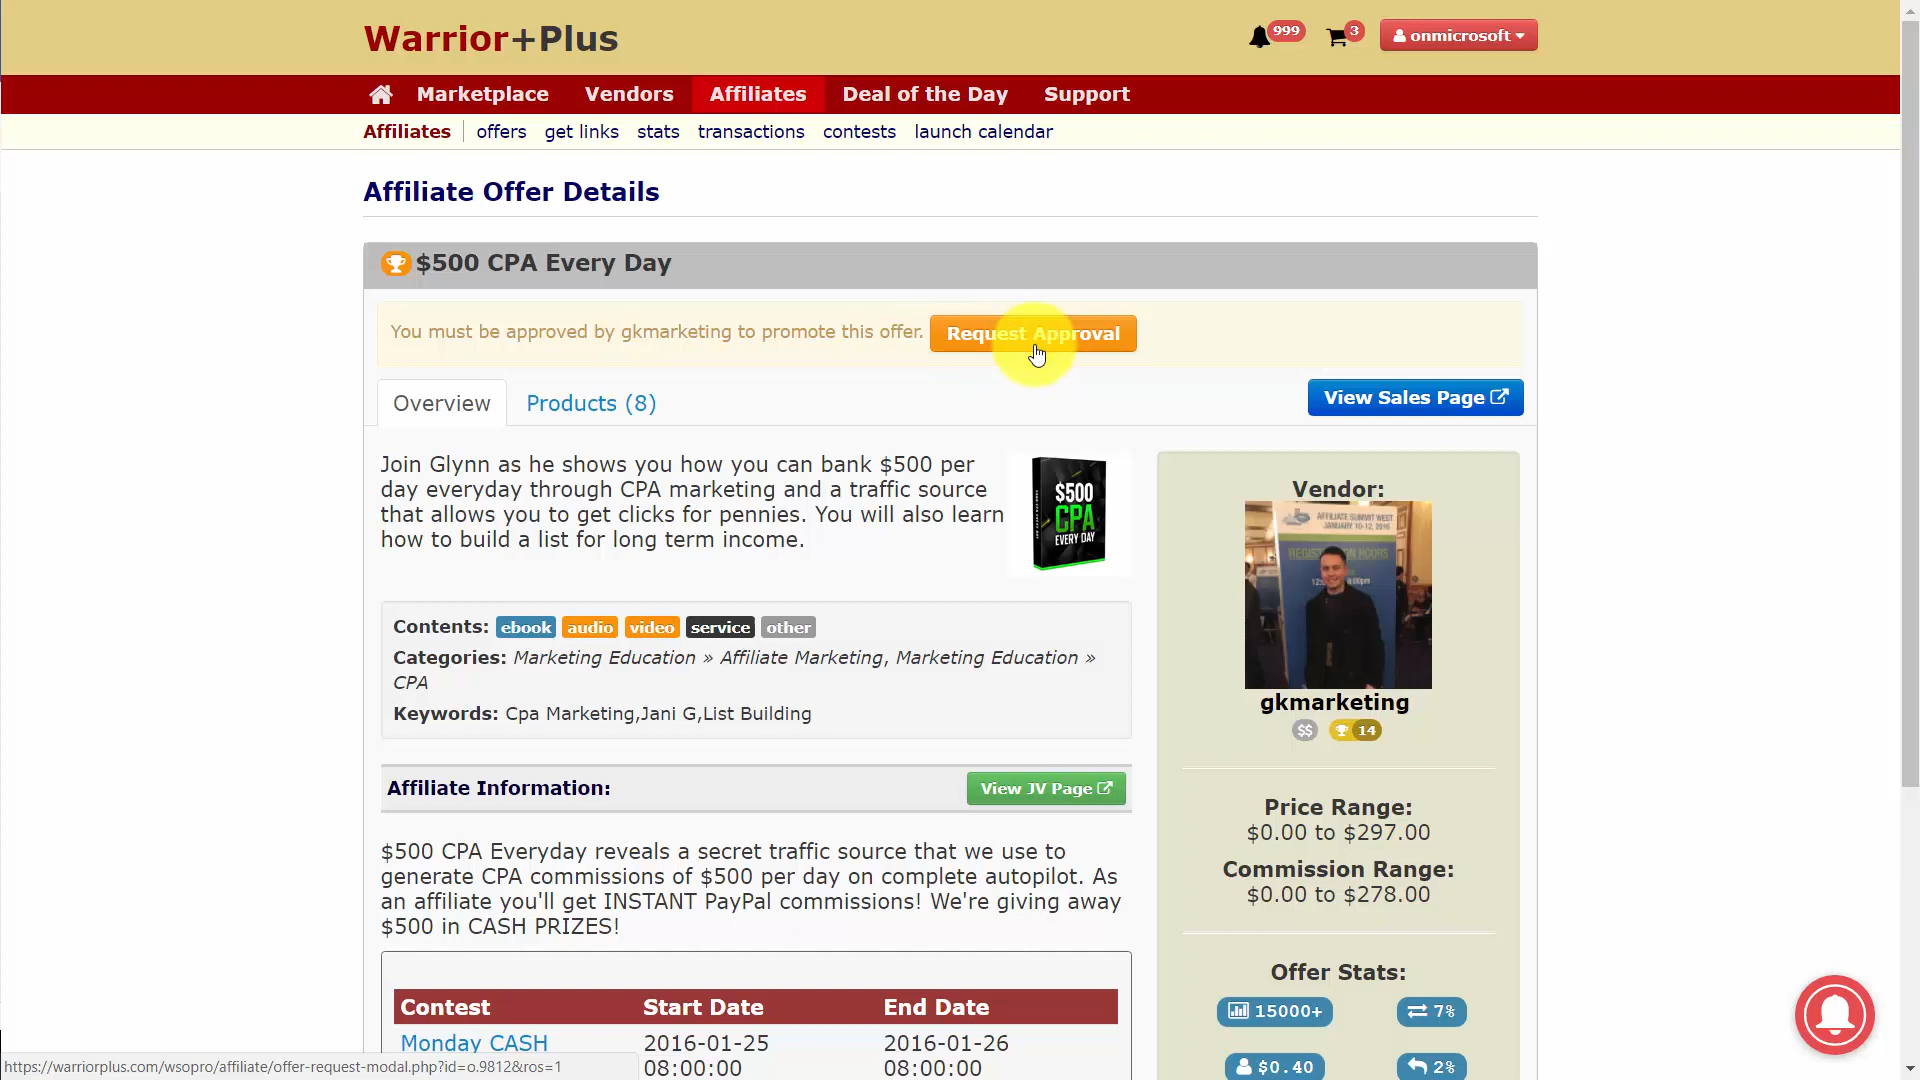 Warrior+Plus
999
3
onmicrosoft
Marketplace Vendors Affiliates Deal of the Day Support
Affiliates offers get links stats transactions contests launch calendar
Affiliate Offer Details
$500 CPA Every Day
You must be approved by gkmarketing to promote this offer. Request Approval
Overview Products (8) View Sales Page
Join Glynn as he shows you how you can bank $500 per
day everyday through CPA marketing and a traffic source
that allows you to get clicks for pennies. You will also learn
how to build a list for long term income.
$500
CPA
EVERY DAY
Contents: ebook audio video service other
Categories: Marketing Education » Affiliate Marketing, Marketing Education »
CPA
Keywords: Cpa Marketing,Jani G,List Building
Affiliate Information: View JV Page
$500 CPA Everyday reveals a secret traffic source that we use to
generate CPA commissions of $500 per day on complete autopilot. As
an affiliate you'll get INSTANT PayPal commissions! We're giving away
$500 in CASH PRIZES!
Contest Start Date End Date
Monday CASH 2016-01-25 2016-01-26
08:00:00 08:00:00
Vendor:
AFFILIATE SUMMIT WEST
JANUARY 10-12, 2016
gkmarketing
$$ 14
Price Range:
$0.00 to $297.00
Commission Range:
$0.00 to $278.00
Offer Stats:
15000+ 7%
$0.40 2%
https://warriorplus.com/wsopro/affiliate/offer-request-modal.php?id=o.9812&ros=1